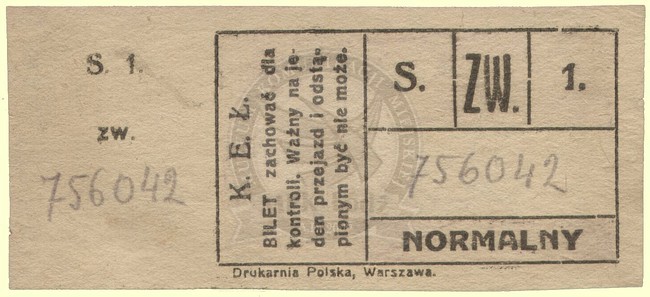 S. 1.
zw.
756042
K. E. Ł.
BILET zachować dla
kontroli. Ważny na je-
den przejazd i odstą-
pionym być nie może.
S. ZW. 1.
756042
NORMALNY
Drukarnia Polska, Warszawa.